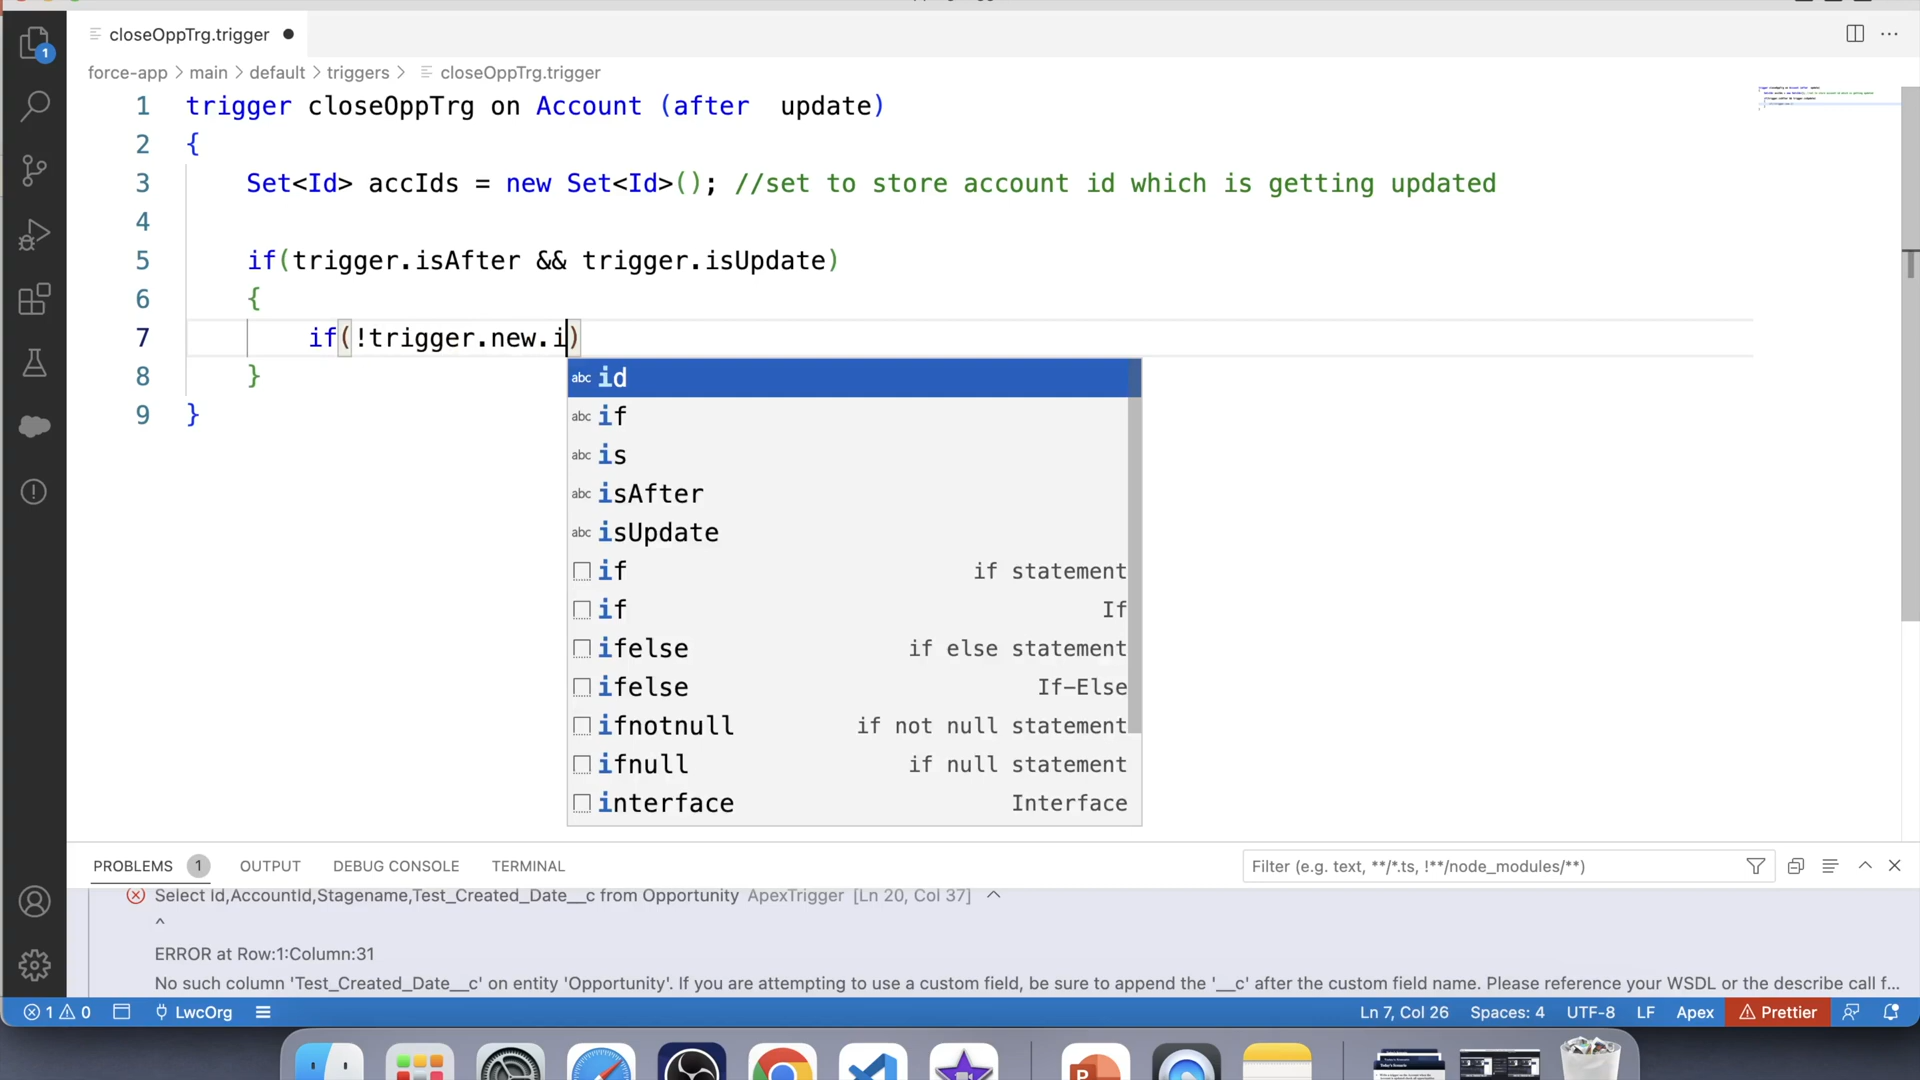 closeOppTrg.trigger
force-app > main > default > triggers > closeOppTrg.trigger
1
1 trigger closeOppTrg on Account (after  update)
2 {
3 Set<Id> accIds = new Set<Id>(); //set to store account id which is getting updated
4
5 if(trigger.isAfter && trigger.isUpdate)
6 {
7 if(!trigger.new.i)
8 }
9 }
abc id
abc if
abc is
abc isAfter
abc isUpdate
if if statement
if If
ifelse if else statement
ifelse If-Else
ifnotnull if not null statement
ifnull if null statement
interface Interface
PROBLEMS 1 OUTPUT DEBUG CONSOLE TERMINAL Filter (e.g. text, **/*.ts, !**/node_modules/**)
Select Id,AccountId,Stagename,Test_Created_Date__c from Opportunity ApexTrigger [Ln 20, Col 37]
^
ERROR at Row:1:Column:31
No such column 'Test_Created_Date__c' on entity 'Opportunity'. If you are attempting to use a custom field, be sure to append the '__c' after the custom field name. Please reference your WSDL or the describe call f...
1 0 LwcOrg Ln 7, Col 26 Spaces: 4 UTF-8 LF Apex Prettier